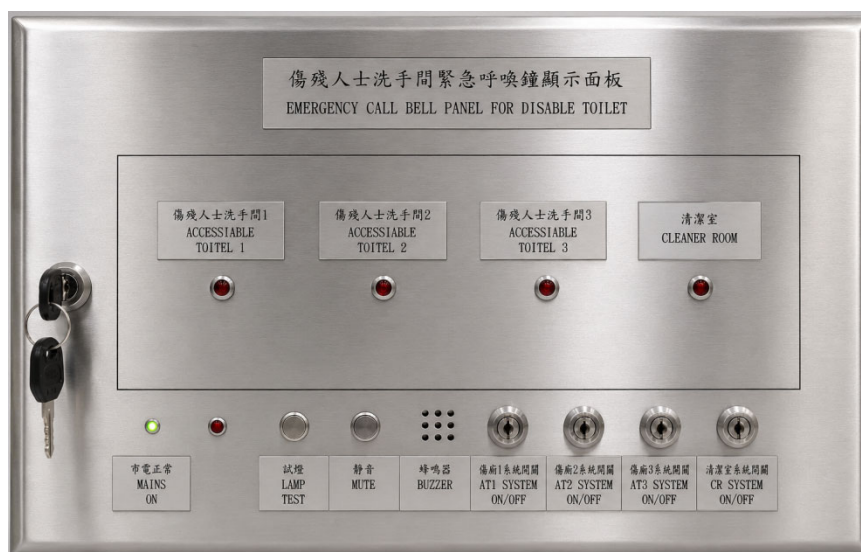 傷殘人士洗手間緊急呼喚鐘顯示面板
EMERGENCY CALL BELL PANEL FOR DISABLE TOILET
傷殘人士洗手間1
ACCESSIABLE
TOITEL 1
傷殘人士洗手間2
ACCESSIABLE
TOITEL 2
傷殘人士洗手間3
ACCESSIABLE
TOITEL 3
清潔室
CLEANER ROOM
市電正常
MAINS
ON
試燈
LAMP
TEST
靜音
MUTE
蜂鳴器
BUZZER
傷廁1系統開關
AT1 SYSTEM
ON/OFF
傷廁2系統開關
AT2 SYSTEM
ON/OFF
傷廁3系統開關
AT3 SYSTEM
ON/OFF
清潔室系統開關
CR SYSTEM
ON/OFF